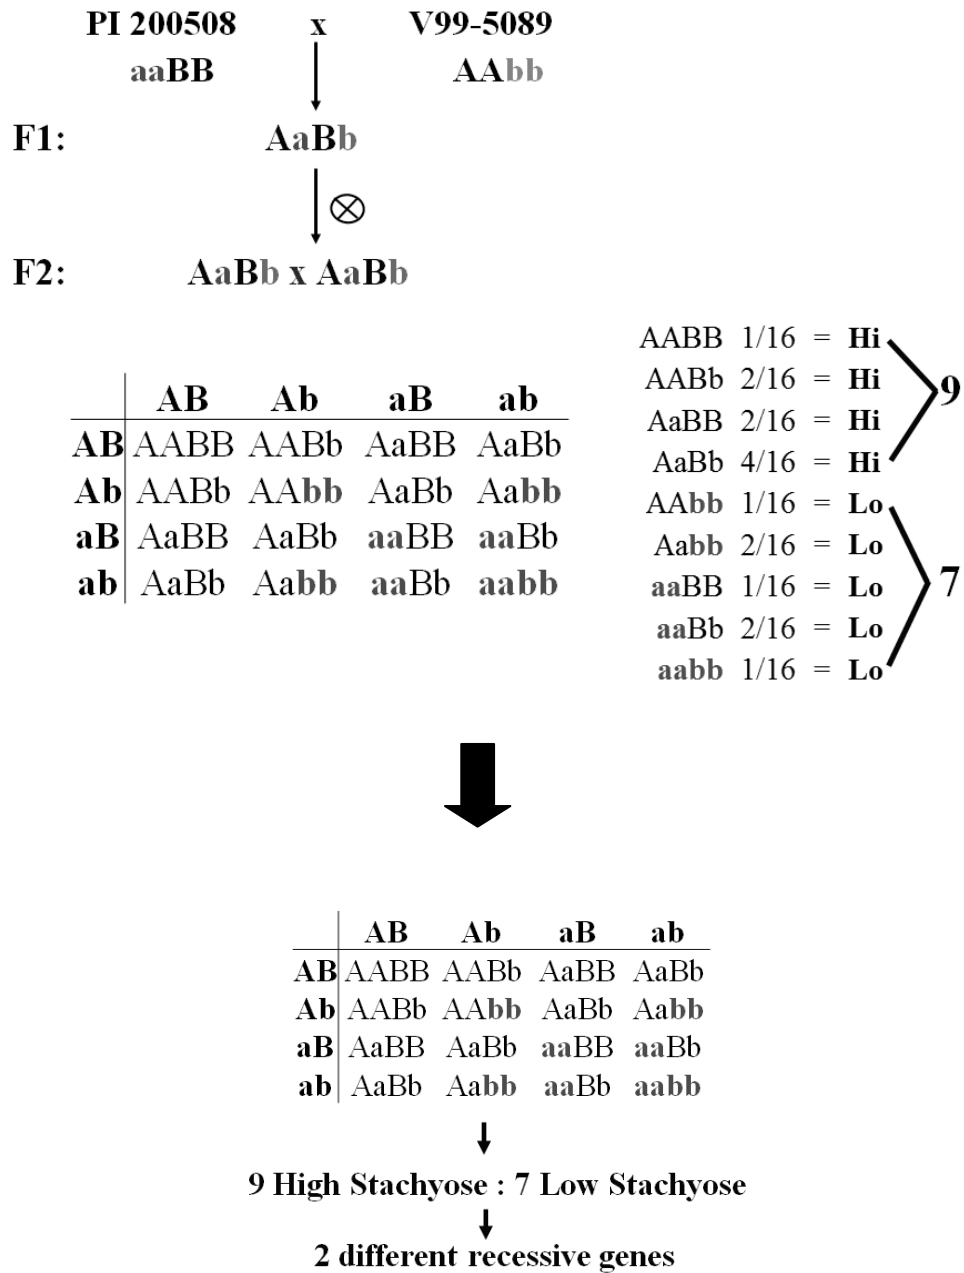 PI 200508 x V99-5089
aaBB AAbb
F1: AaBb
F2: AaBb x AaBb
AB Ab aB ab
AB AABB AABb AaBB AaBb
Ab AABb AAbb AaBb Aabb
aB AaBB AaBb aaBB aaBb
ab AaBb Aabb aaBb aabb
AABB 1/16 = Hi
AABb 2/16 = Hi
AaBB 2/16 = Hi
AaBb 4/16 = Hi
9
AAbb 1/16 = Lo
Aabb 2/16 = Lo
aaBB 1/16 = Lo
aaBb 2/16 = Lo
aabb 1/16 = Lo
7
AB Ab aB ab
AB AABB AABb AaBB AaBb
Ab AABb AAbb AaBb Aabb
aB AaBB AaBb aaBB aaBb
ab AaBb Aabb aaBb aabb
9 High Stachyose : 7 Low Stachyose
2 different recessive genes